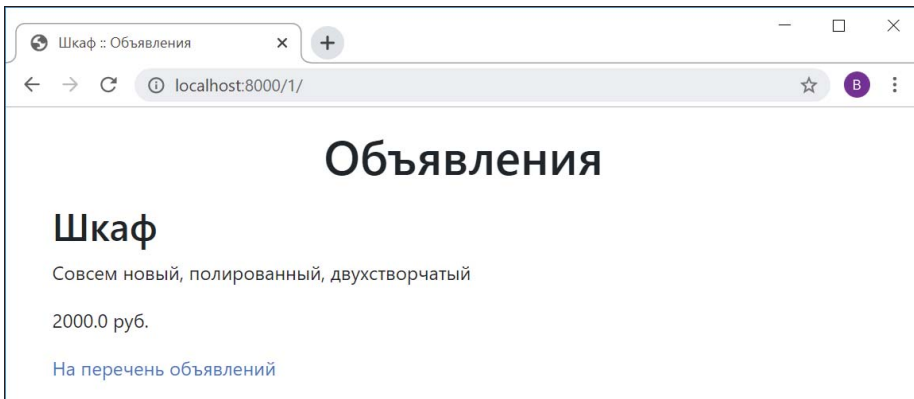 Шкаф :: Объявления
localhost:8000/1/
B
Объявления
Шкаф
Совсем новый, полированный, двухстворчатый
2000.0 руб.
На перечень объявлений